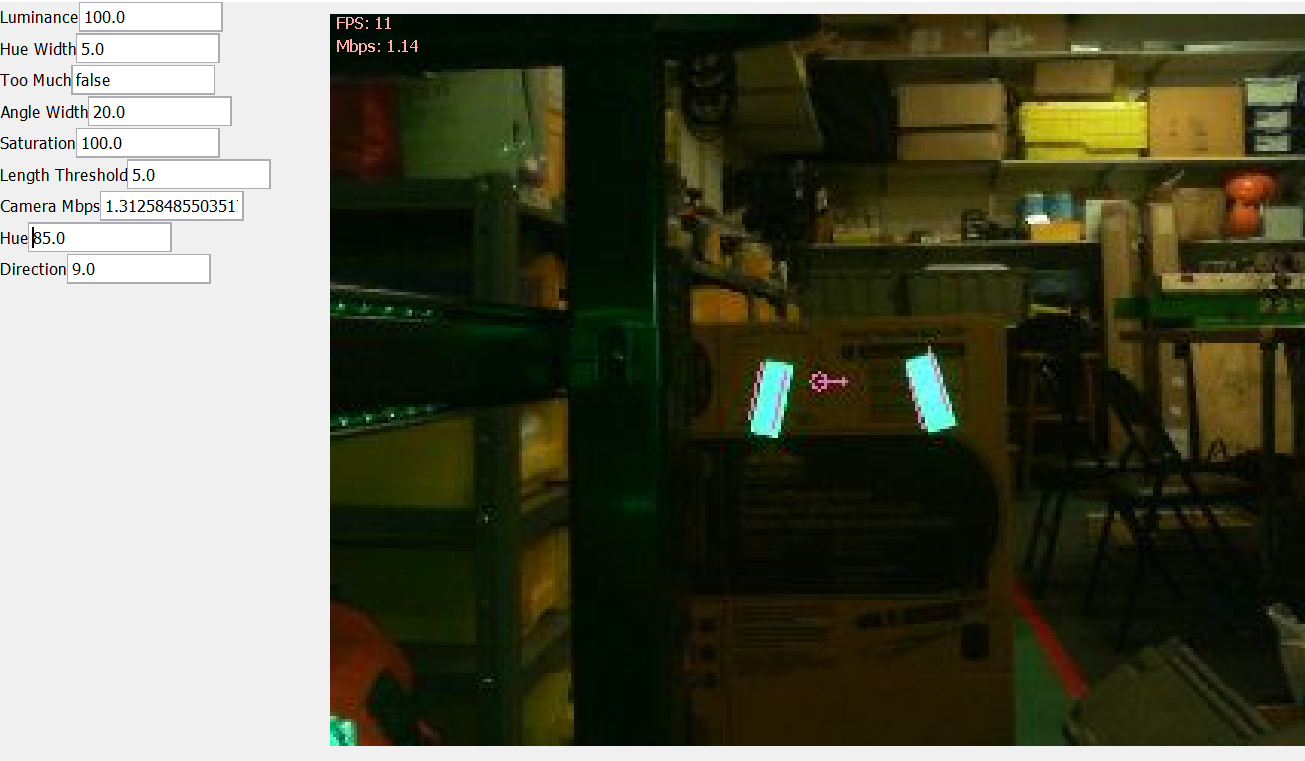 Luminance 100.0
Hue Width 5.0
Too Much false
Angle Width 20.0
Saturation 100.0
Length Threshold 5.0
Camera Mbps 1.3125848550351
Hue 85.0
Direction 9.0
FPS: 11
Mbps: 1.14